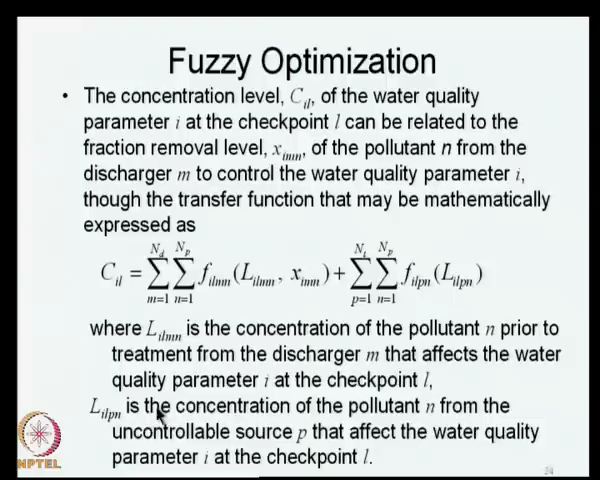 Fuzzy Optimization
• The concentration level, C_il, of the water quality
parameter i at the checkpoint l can be related to the
fraction removal level, x_imn, of the pollutant n from the
discharger m to control the water quality parameter i,
though the transfer function that may be mathematically
expressed as
C_il = ∑_{m=1}^{N_d} ∑_{n=1}^{N_p} f_ilmn(L_ilmn, x_imn) + ∑_{p=1}^{N_t} ∑_{n=1}^{N_p} f_ilpn(L_ilpn)
where L_ilmn is the concentration of the pollutant n prior to
treatment from the discharger m that affects the water
quality parameter i at the checkpoint l,
L_ilpn is the concentration of the pollutant n from the
uncontrollable source p that affect the water quality
parameter i at the checkpoint l.
NPTEL
24